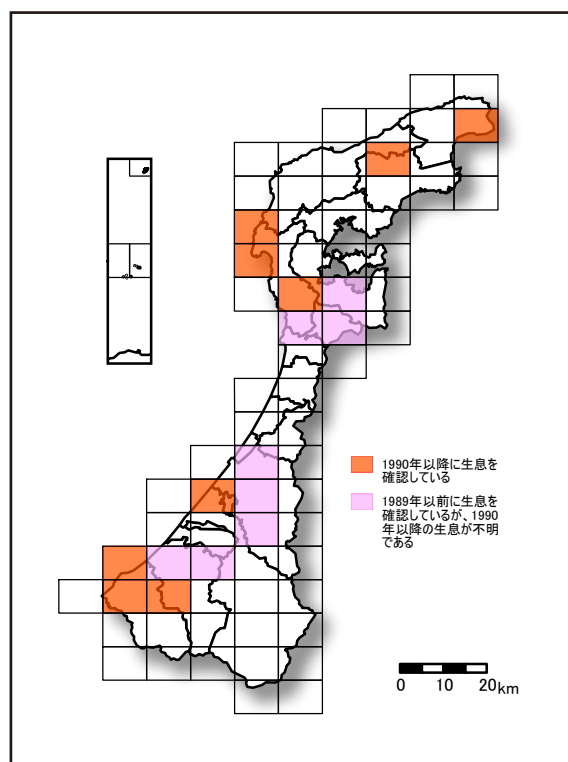 1990年以降に生息を
確認している
1989年以前に生息を
確認しているが、1990
年以降の生息が不明
である
0 10 20km